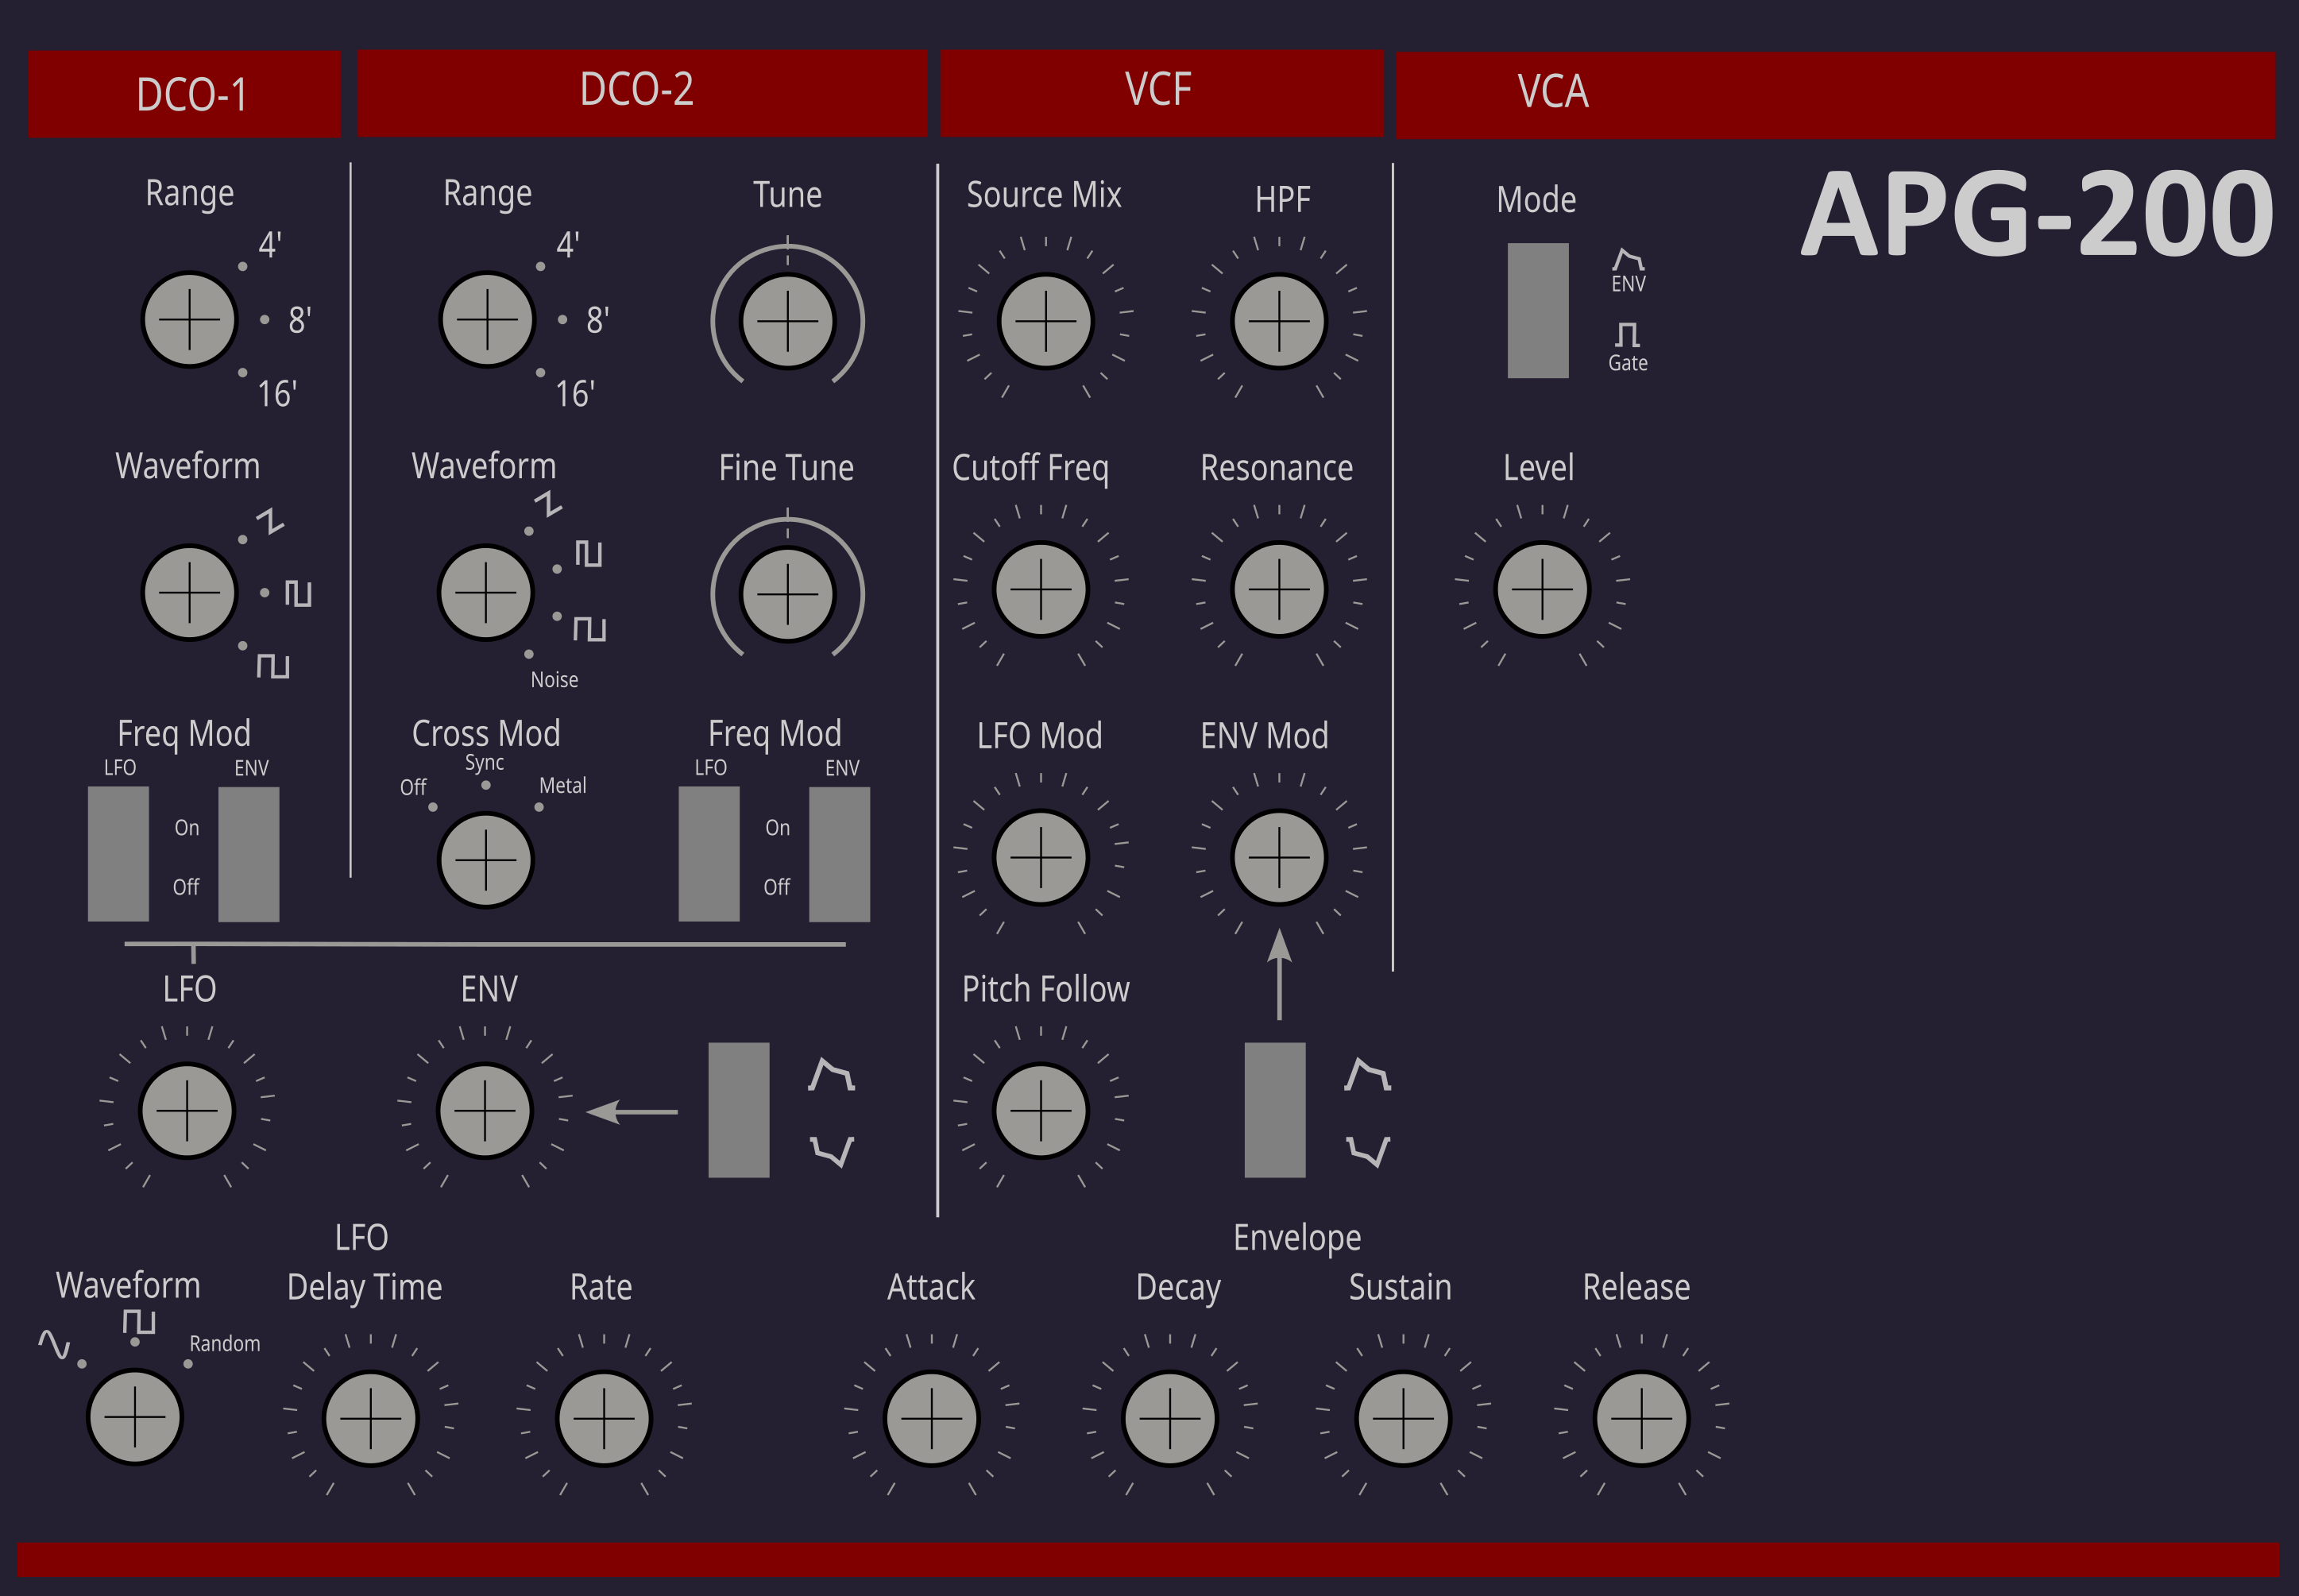 DCO-1
DCO-2
VCF
VCA
APG-200
Range
4'
8'
16'
Range
4'
8'
16'
Tune
Source Mix
HPF
Mode
ENV
Gate
Waveform
Waveform
Noise
Fine Tune
Cutoff Freq
Resonance
Level
Freq Mod
LFO
ENV
On
Off
Cross Mod
Off
Sync
Metal
Freq Mod
LFO
ENV
On
Off
LFO Mod
ENV Mod
LFO
ENV
Pitch Follow
LFO
Waveform
Random
Delay Time
Rate
Envelope
Attack
Decay
Sustain
Release